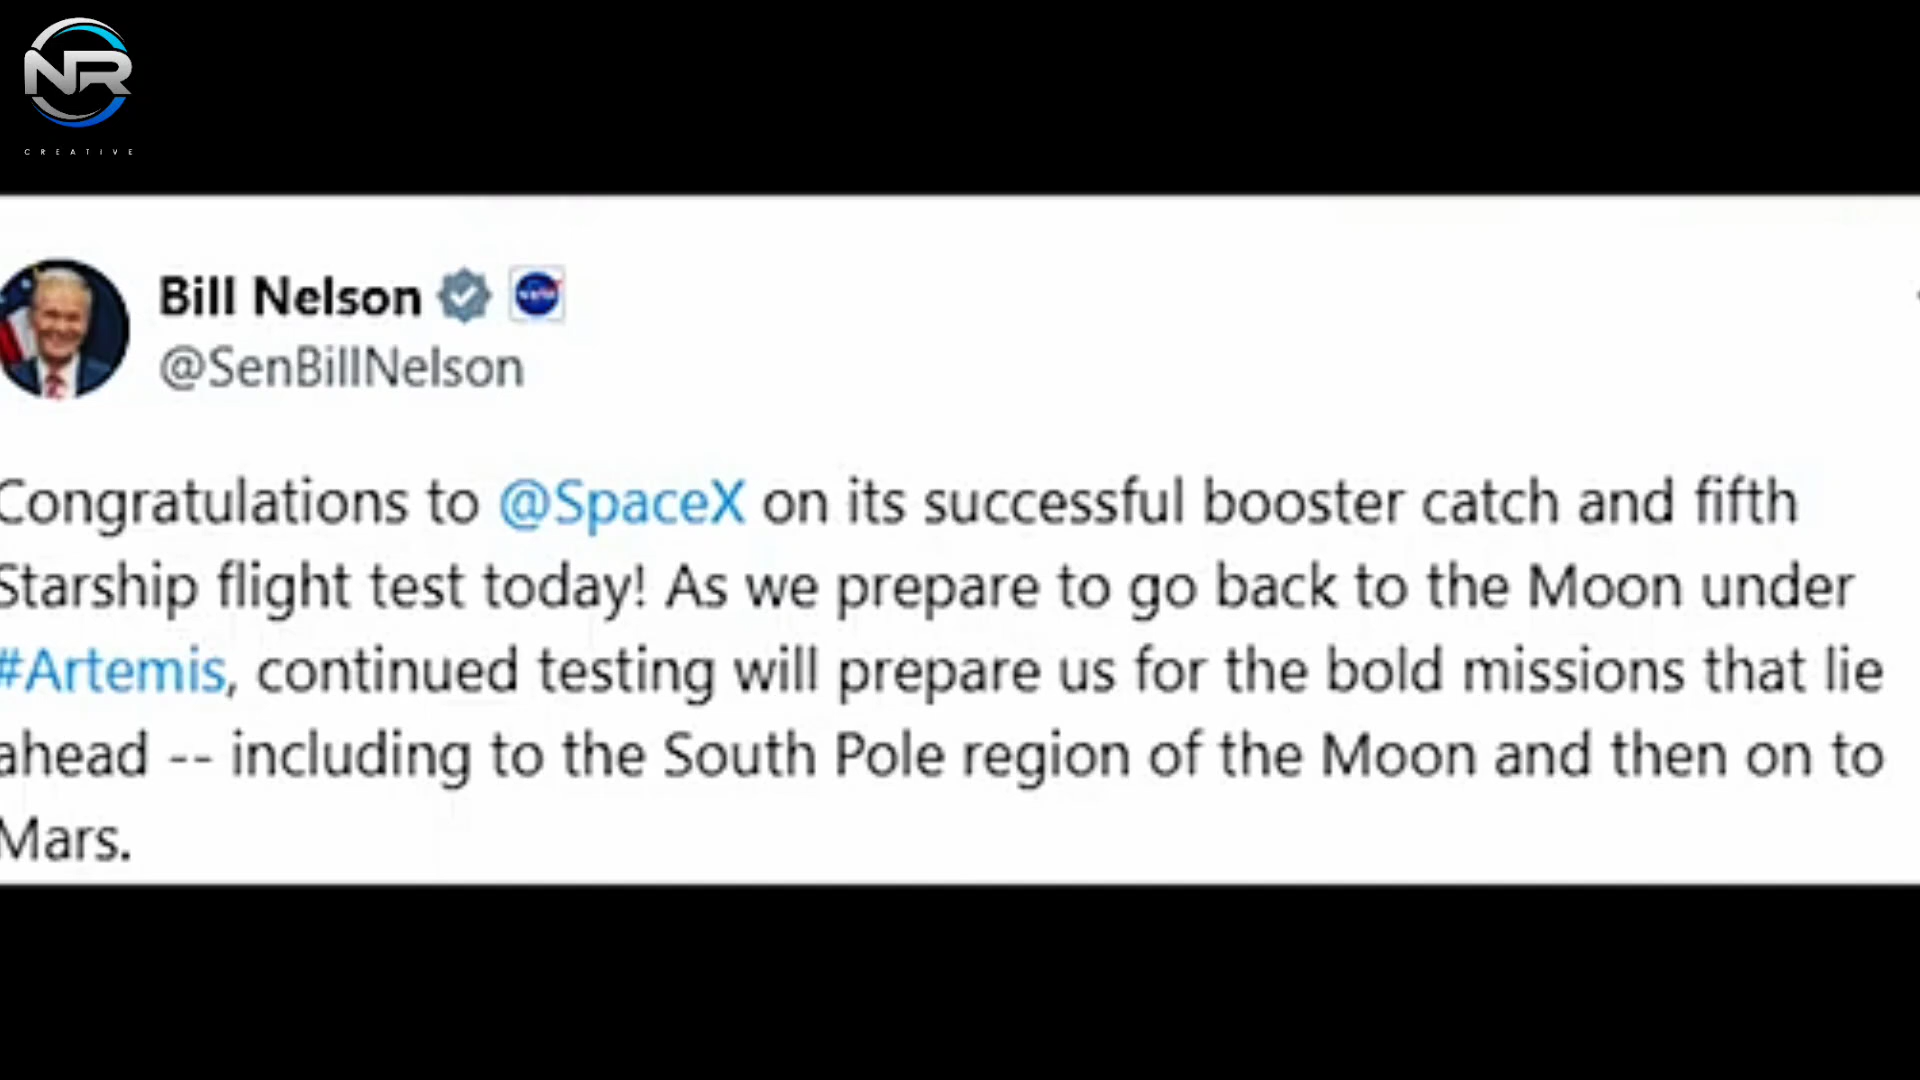 NR
CREATIVE
Bill Nelson
@SenBillNelson
Congratulations to @SpaceX on its successful booster catch and fifth
Starship flight test today! As we prepare to go back to the Moon under
#Artemis, continued testing will prepare us for the bold missions that lie
ahead -- including to the South Pole region of the Moon and then on to
Mars.